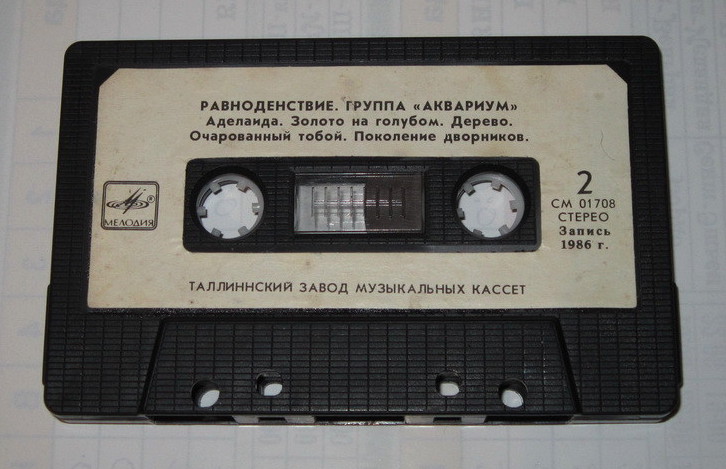 РАВНОДЕНСТВИЕ. ГРУППА «АКВАРИУМ»
Аделаида. Золото на голубом. Дерево.
Очарованный тобой. Поколение дворников.
МЕЛОДИЯ
®
2
СМ 01708
СТЕРЕО
Запись
1986 г.
ТАЛЛИННСКИЙ ЗАВОД МУЗЫКАЛЬНЫХ КАССЕТ